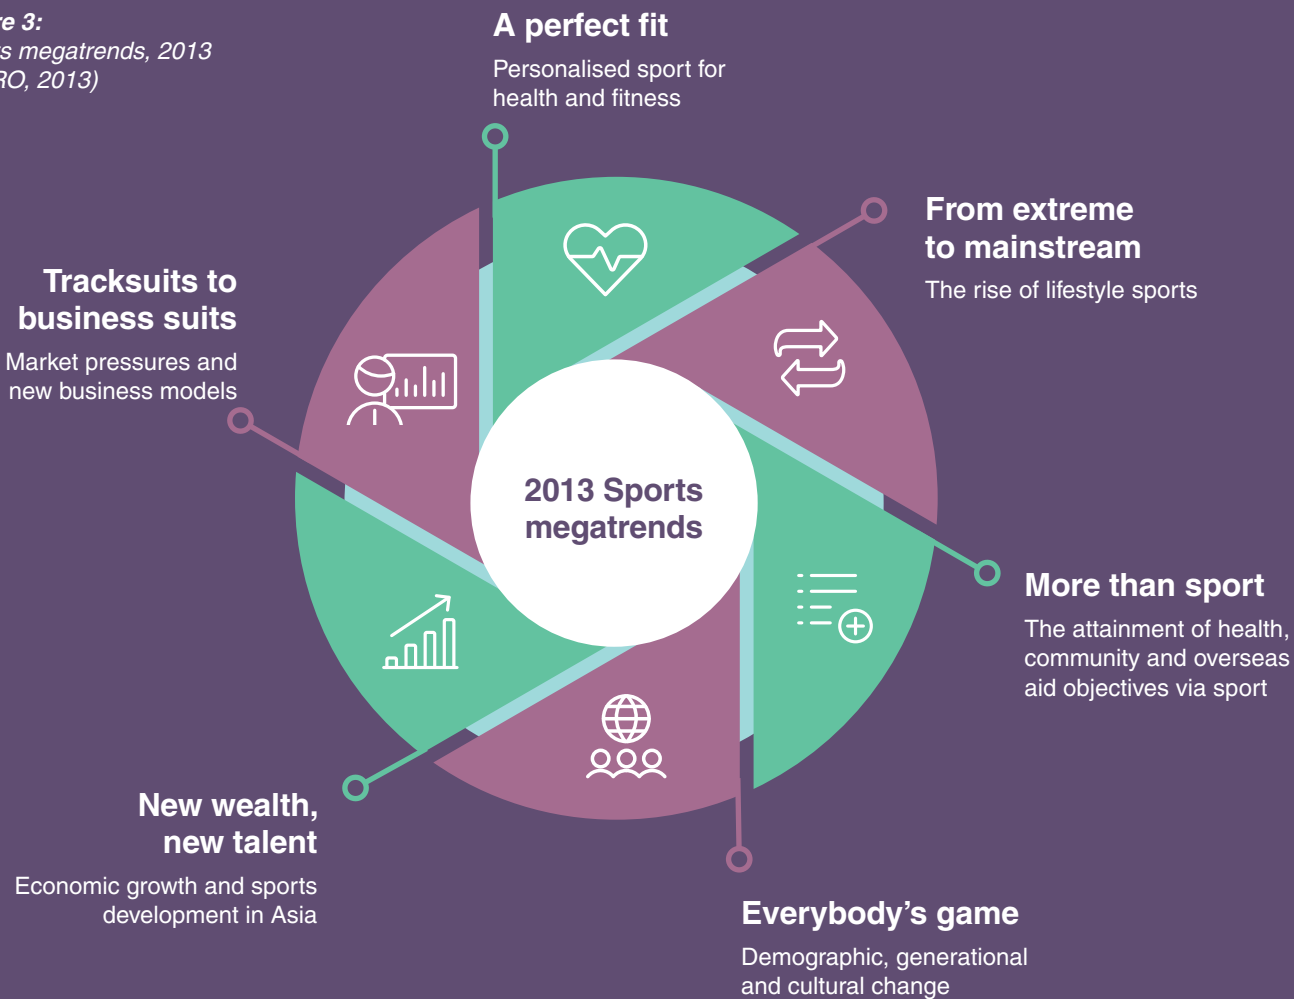 re 3:
s megatrends, 2013
RO, 2013)
A perfect fit
Personalised sport for
health and fitness
From extreme
to mainstream
The rise of lifestyle sports
More than sport
The attainment of health,
community and overseas
aid objectives via sport
Everybody’s game
Demographic, generational
and cultural change
New wealth,
new talent
Economic growth and sports
development in Asia
Tracksuits to
business suits
Market pressures and
new business models
2013 Sports
megatrends